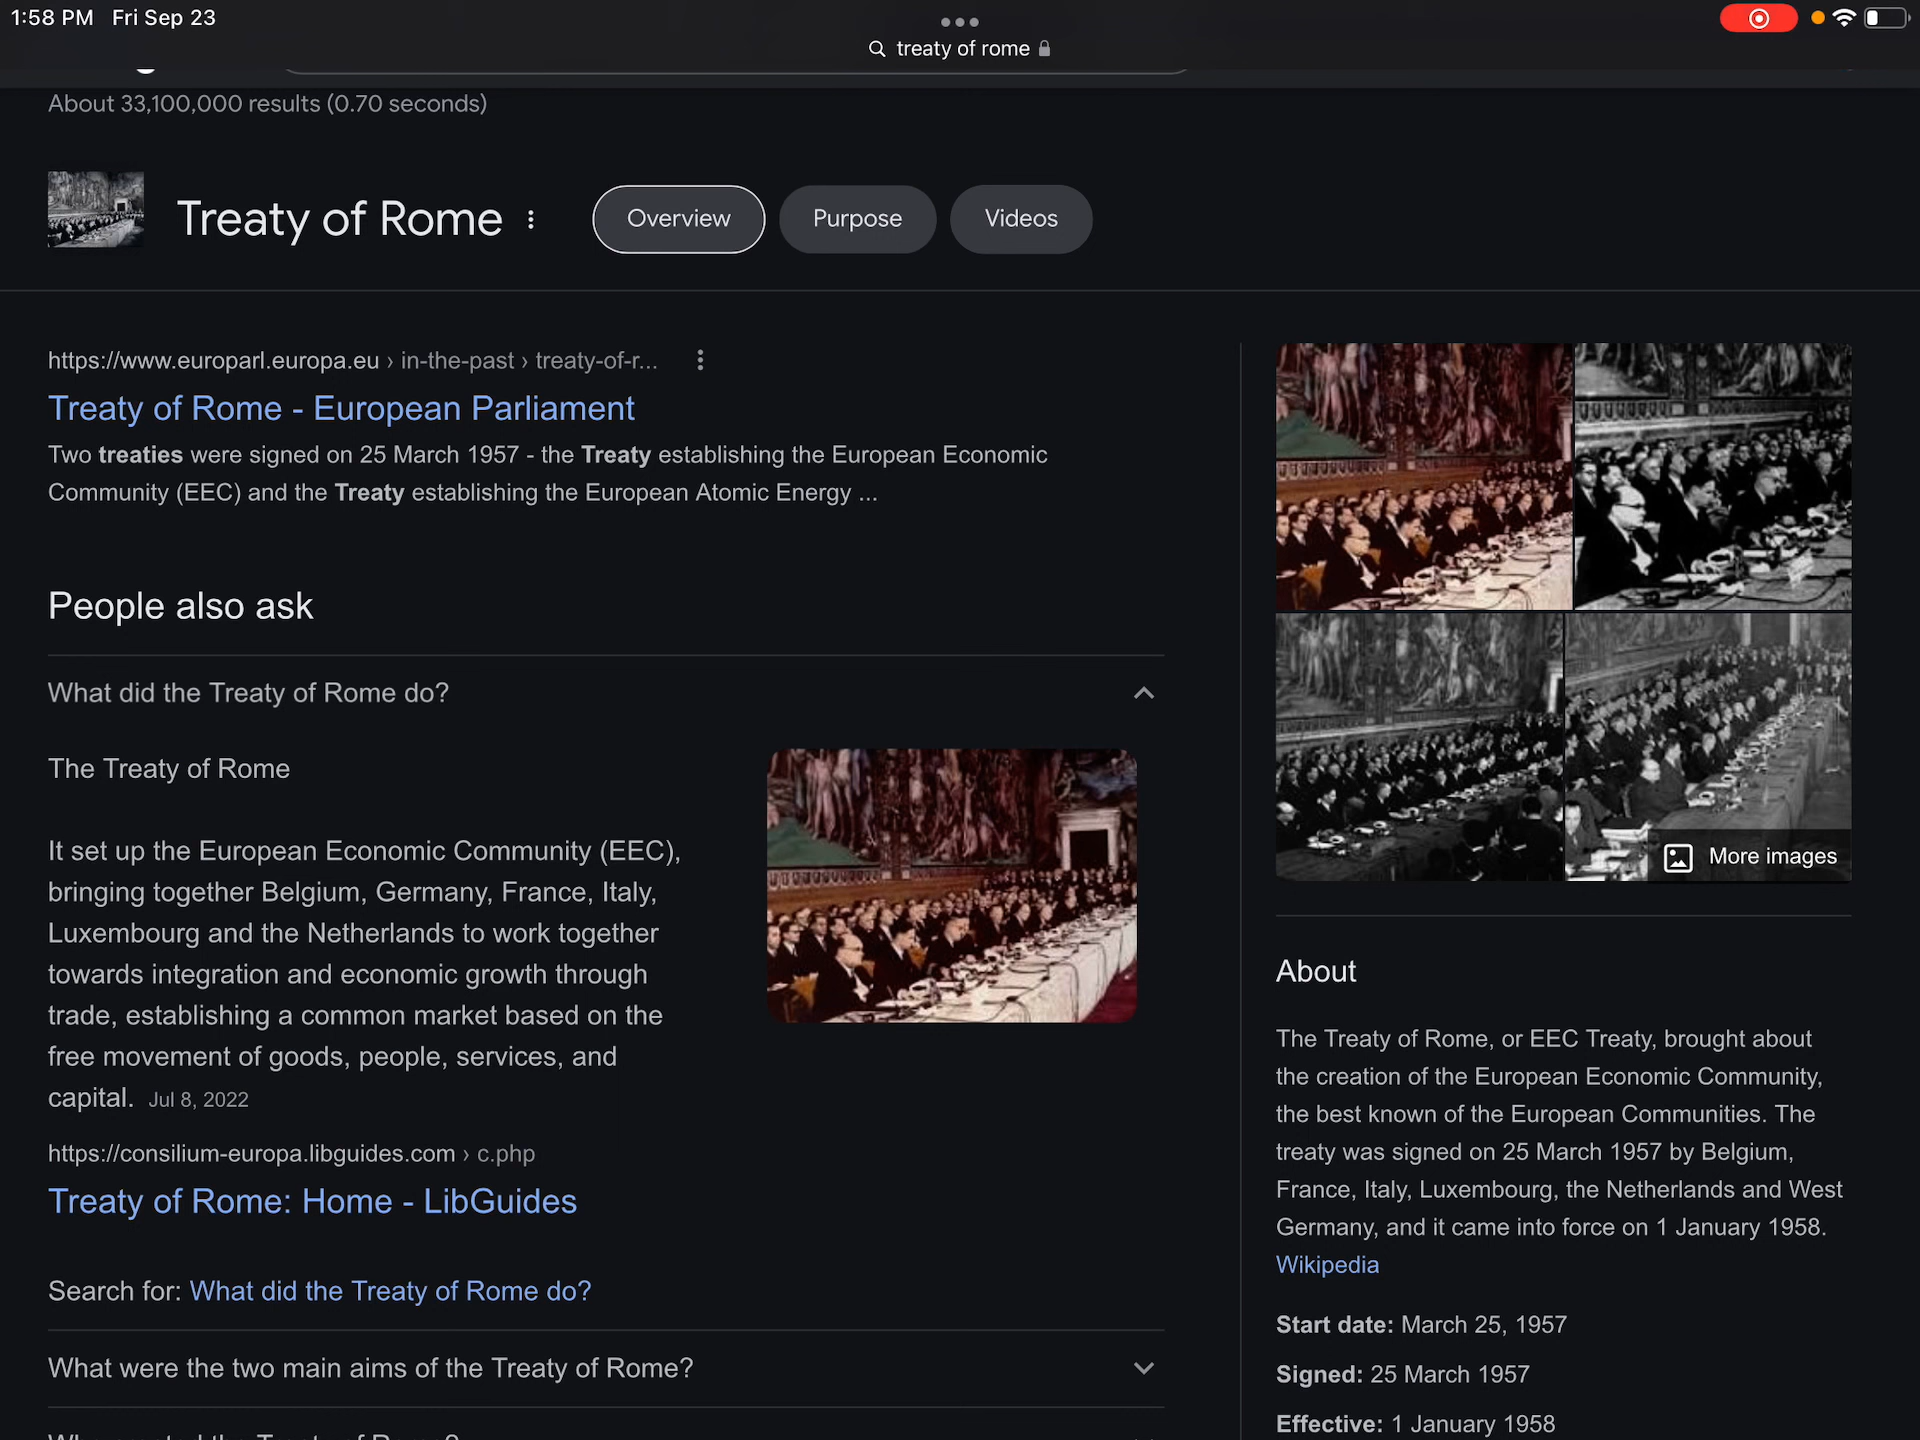 1:58 PM Fri Sep 23
treaty of rome
About 33,100,000 results (0.70 seconds)
Treaty of Rome
Overview
Purpose
Videos
https://www.europarl.europa.eu › in-the-past › treaty-of-r...
Treaty of Rome - European Parliament
Two treaties were signed on 25 March 1957 - the Treaty establishing the European Economic
Community (EEC) and the Treaty establishing the European Atomic Energy ...
People also ask
What did the Treaty of Rome do?
The Treaty of Rome
It set up the European Economic Community (EEC),
bringing together Belgium, Germany, France, Italy,
Luxembourg and the Netherlands to work together
towards integration and economic growth through
trade, establishing a common market based on the
free movement of goods, people, services, and
capital. Jul 8, 2022
https://consilium-europa.libguides.com › c.php
Treaty of Rome: Home - LibGuides
Search for: What did the Treaty of Rome do?
What were the two main aims of the Treaty of Rome?
More images
About
The Treaty of Rome, or EEC Treaty, brought about
the creation of the European Economic Community,
the best known of the European Communities. The
treaty was signed on 25 March 1957 by Belgium,
France, Italy, Luxembourg, the Netherlands and West
Germany, and it came into force on 1 January 1958.
Wikipedia
Start date: March 25, 1957
Signed: 25 March 1957
Effective: 1 January 1958